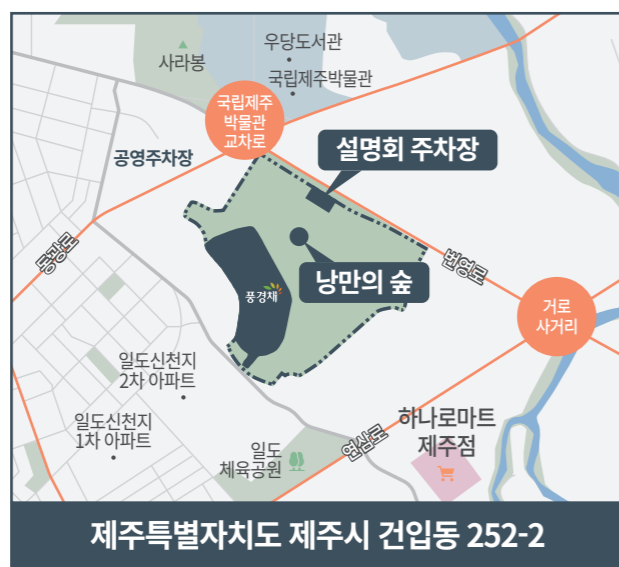 사라봉
우당도서관
국립제주박물관
국립제주
박물관
교차로
공영주차장
설명회 주차장
동광로
번영로
낭만의 숲
풍경채
거로
사거리
일도신천지
2차 아파트
일도신천지
1차 아파트
연삼로
하나로마트
제주점
일도
체육공원
제주특별자치도 제주시 건입동 252-2